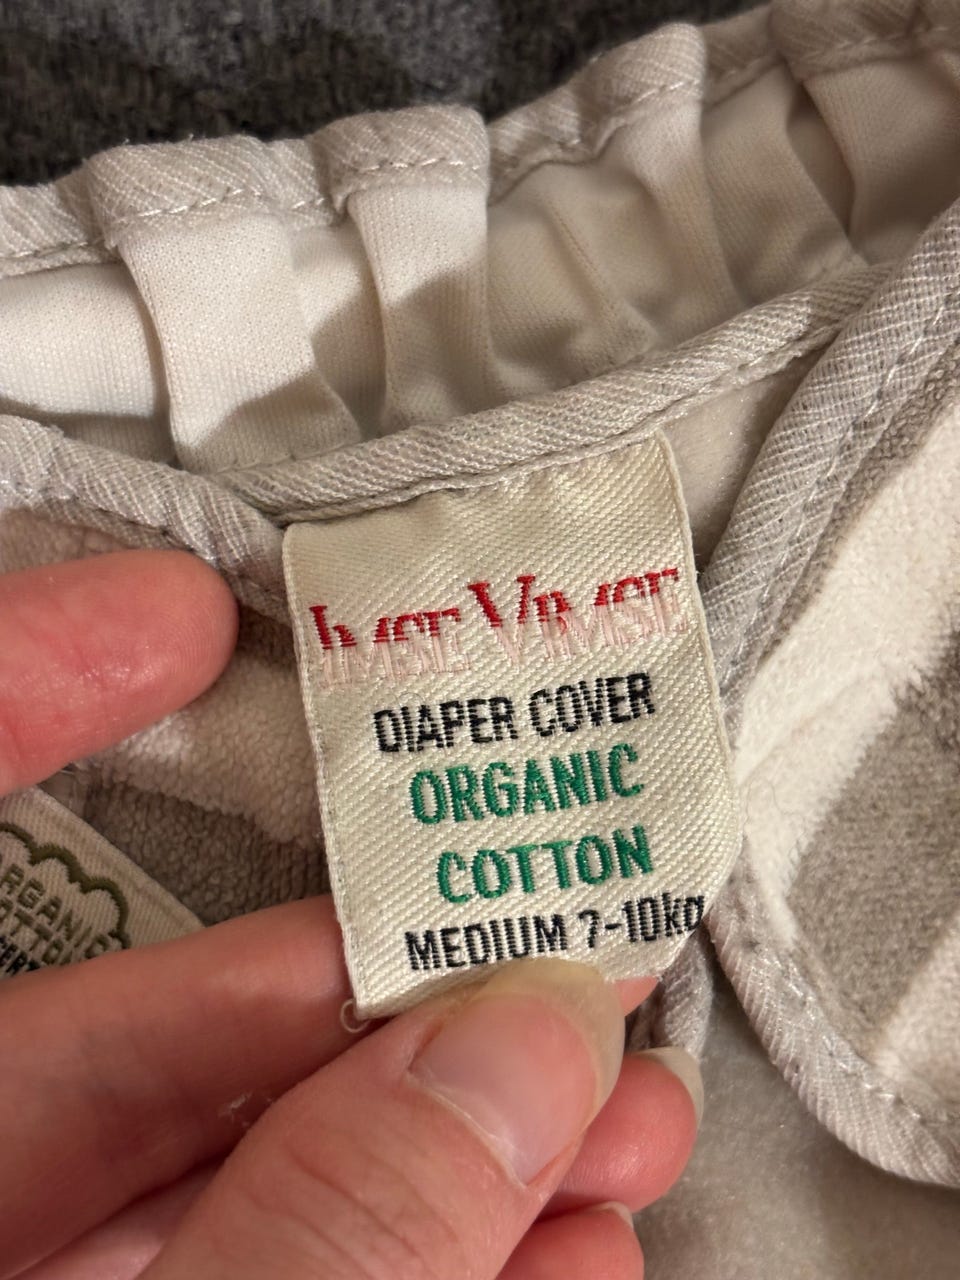 IMSE VIMSE
DIAPER COVER
ORGANIC
COTTON
MEDIUM 7-10kg